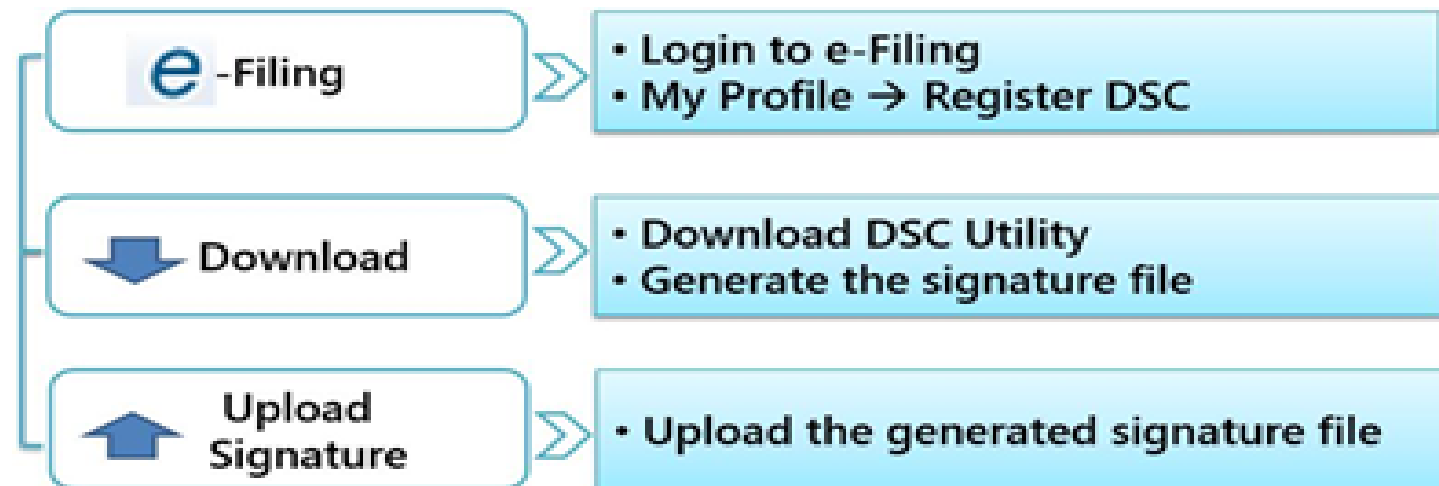 e-Filing
• Login to e-Filing
• My Profile → Register DSC
Download
• Download DSC Utility
• Generate the signature file
Upload
Signature
• Upload the generated signature file